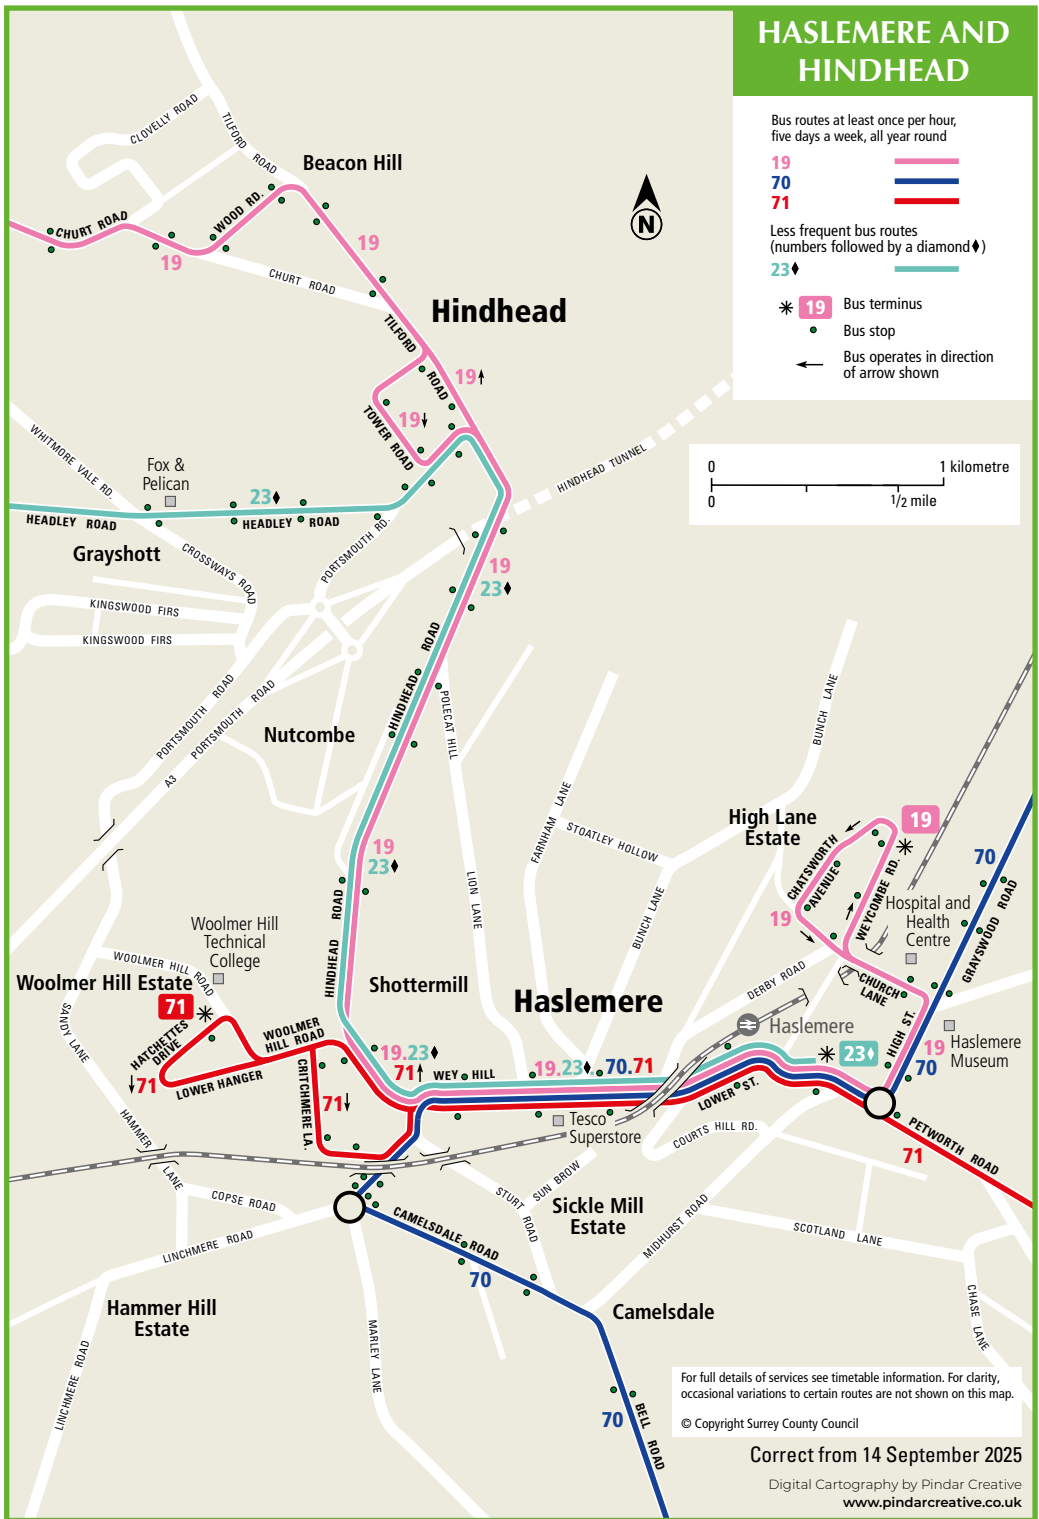 HASLEMERE AND
HINDHEAD
Bus routes at least once per hour,
five days a week, all year round
19
70
71
Less frequent bus routes
(numbers followed by a diamond♦)
23♦
19 Bus terminus
Bus stop
Bus operates in direction
of arrow shown
0 1 kilometre
0 1/2 mile
CLOVELLY ROAD
TILFORD ROAD
Beacon Hill
WOOD RD.
CHURT ROAD
19
19
CHURT ROAD
Hindhead
TILFORD
ROAD
19
19
TOWER ROAD
WHITMORE VALE RD.
Fox &
Pelican
HINDHEAD TUNNEL
23♦
HEADLEY ROAD
HEADLEY ROAD
Grayshott
PORTSMOUTH RD.
CROSSWAYS ROAD
19
23♦
KINGSWOOD FIRS
KINGSWOOD FIRS
HINDHEAD ROAD
POLECAT HILL
PORTSMOUTH ROAD
A3 PORTSMOUTH ROAD
Nutcombe
BUNCH LANE
FARNHAM LANE
STOATLEY HOLLOW
High Lane
Estate
19
CHATSWORTH
AVENUE
WEYCOMBE RD.
70
19
23♦
LION LANE
BUNCH LANE
19
Hospital and
Health
Centre
GRAYSWOOD ROAD
HINDHEAD ROAD
Woolmer Hill
Technical
College
WOOLMER HILL ROAD
Woolmer Hill Estate
71
Shottermill
Haslemere
DERBY ROAD
CHURCH
LANE
SANDY LANE
HATCHETTES
DRIVE
WOOLMER
HILL ROAD
Haslemere
HIGH ST.
Haslemere
Museum
71
LOWER HANGER
19.23♦
71
WEY HILL
19.23♦ 70.71
23♦
19
70
CRITCHMERE LA.
71
LOWER ST.
Tesco
Superstore
COURTS HILL RD.
PETWORTH ROAD
71
HAMMER LANE
COPSE ROAD
LINCHMERE ROAD
CAMELSDALE ROAD
STURT ROAD
SUN BROW
Sickle Mill
Estate
MIDHURST ROAD
SCOTLAND LANE
70
Hammer Hill
Estate
Camelsdale
CHASE LANE
LINCHMERE ROAD
MARLEY LANE
70
BELL ROAD
For full details of services see timetable information. For clarity,
occasional variations to certain routes are not shown on this map.
© Copyright Surrey County Council
Correct from 14 September 2025
Digital Cartography by Pindar Creative
www.pindarcreative.co.uk